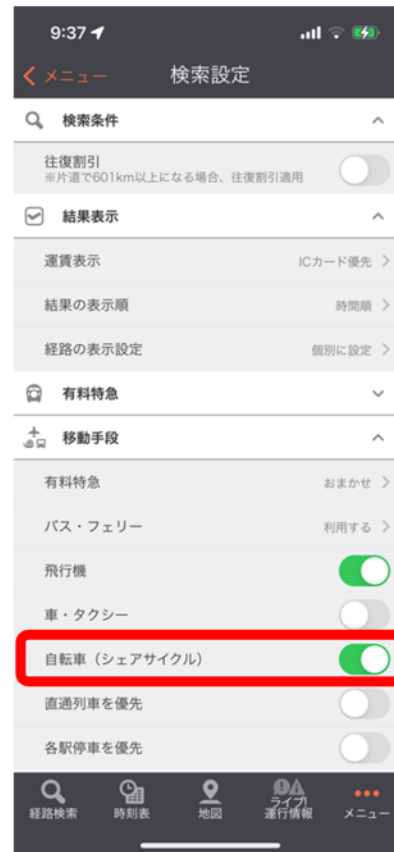 9:37
メニュー 検索設定
検索条件
往復割引
※片道で601km以上になる場合、往復割引適用
結果表示
運賃表示 ICカード優先
結果の表示順 時間順
経路の表示設定 個別に設定
有料特急
移動手段
有料特急 おまかせ
バス・フェリー 利用する
飛行機
車・タクシー
自転車（シェアサイクル）
直通列車を優先
各駅停車を優先
経路検索 時刻表 地図 ライブ!運行情報 メニュー